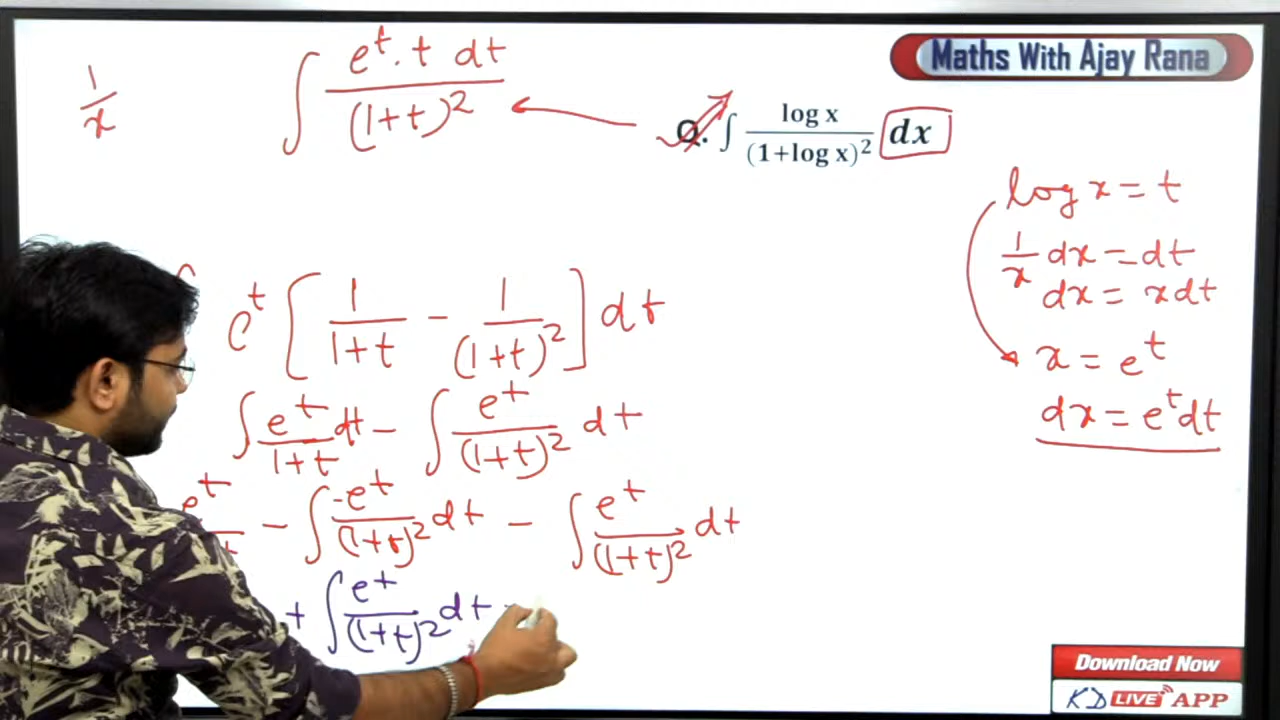 Maths With Ajay Rana
1/x
∫ e^t . t dt / (1+t)^2
Q. ∫ log x / (1+log x)^2 dx
log x = t
1/x dx = dt
dx = x dt
x = e^t
dx = e^t dt
e^t [ 1/(1+t) - 1/(1+t)^2 ] dt
∫ e^t/(1+t) dt - ∫ e^t/(1+t)^2 dt
e^t - ∫ -e^t/(1+t)^2 dt - ∫ e^t/(1+t)^2 dt
+ ∫ e^t/(1+t)^2 dt -
Download Now
KD LIVE APP